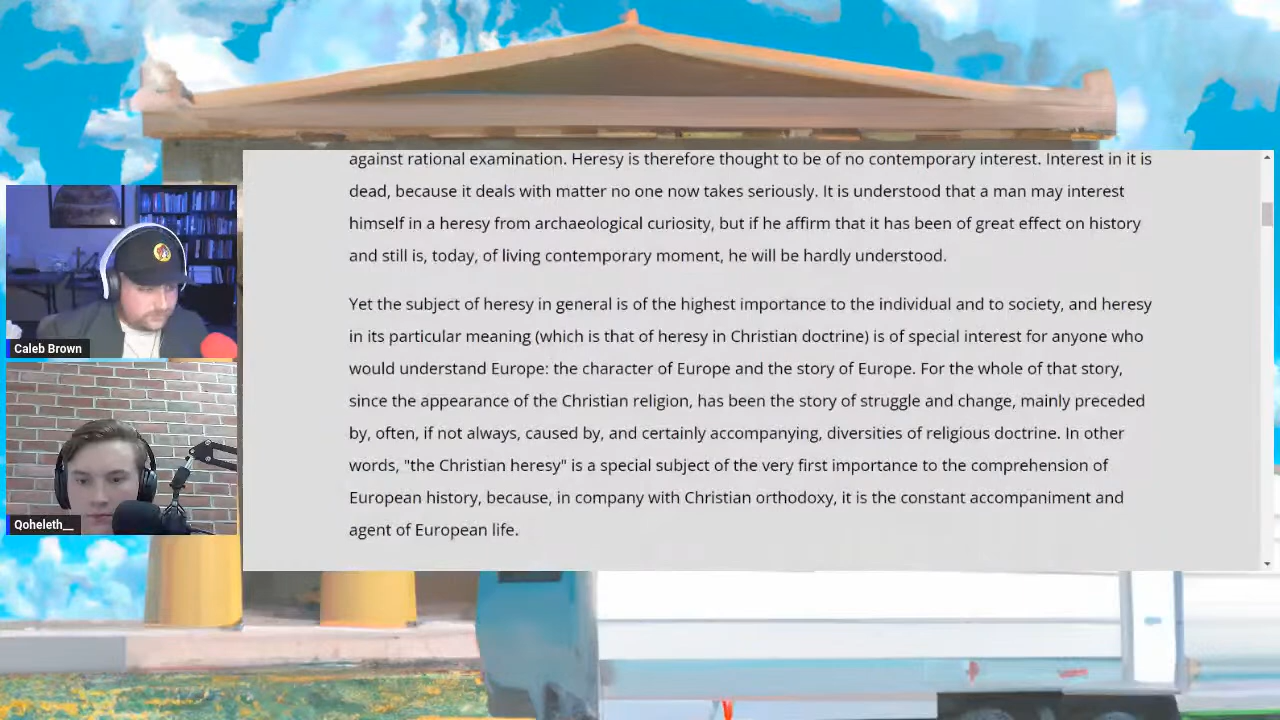 against rational examination. Heresy is therefore thought to be of no contemporary interest. Interest in it is
dead, because it deals with matter no one now takes seriously. It is understood that a man may interest
himself in a heresy from archaeological curiosity, but if he affirm that it has been of great effect on history
and still is, today, of living contemporary moment, he will be hardly understood.
Yet the subject of heresy in general is of the highest importance to the individual and to society, and heresy
in its particular meaning (which is that of heresy in Christian doctrine) is of special interest for anyone who
would understand Europe: the character of Europe and the story of Europe. For the whole of that story,
since the appearance of the Christian religion, has been the story of struggle and change, mainly preceded
by, often, if not always, caused by, and certainly accompanying, diversities of religious doctrine. In other
words, "the Christian heresy" is a special subject of the very first importance to the comprehension of
European history, because, in company with Christian orthodoxy, it is the constant accompaniment and
agent of European life.
Caleb Brown
Qoheleth__